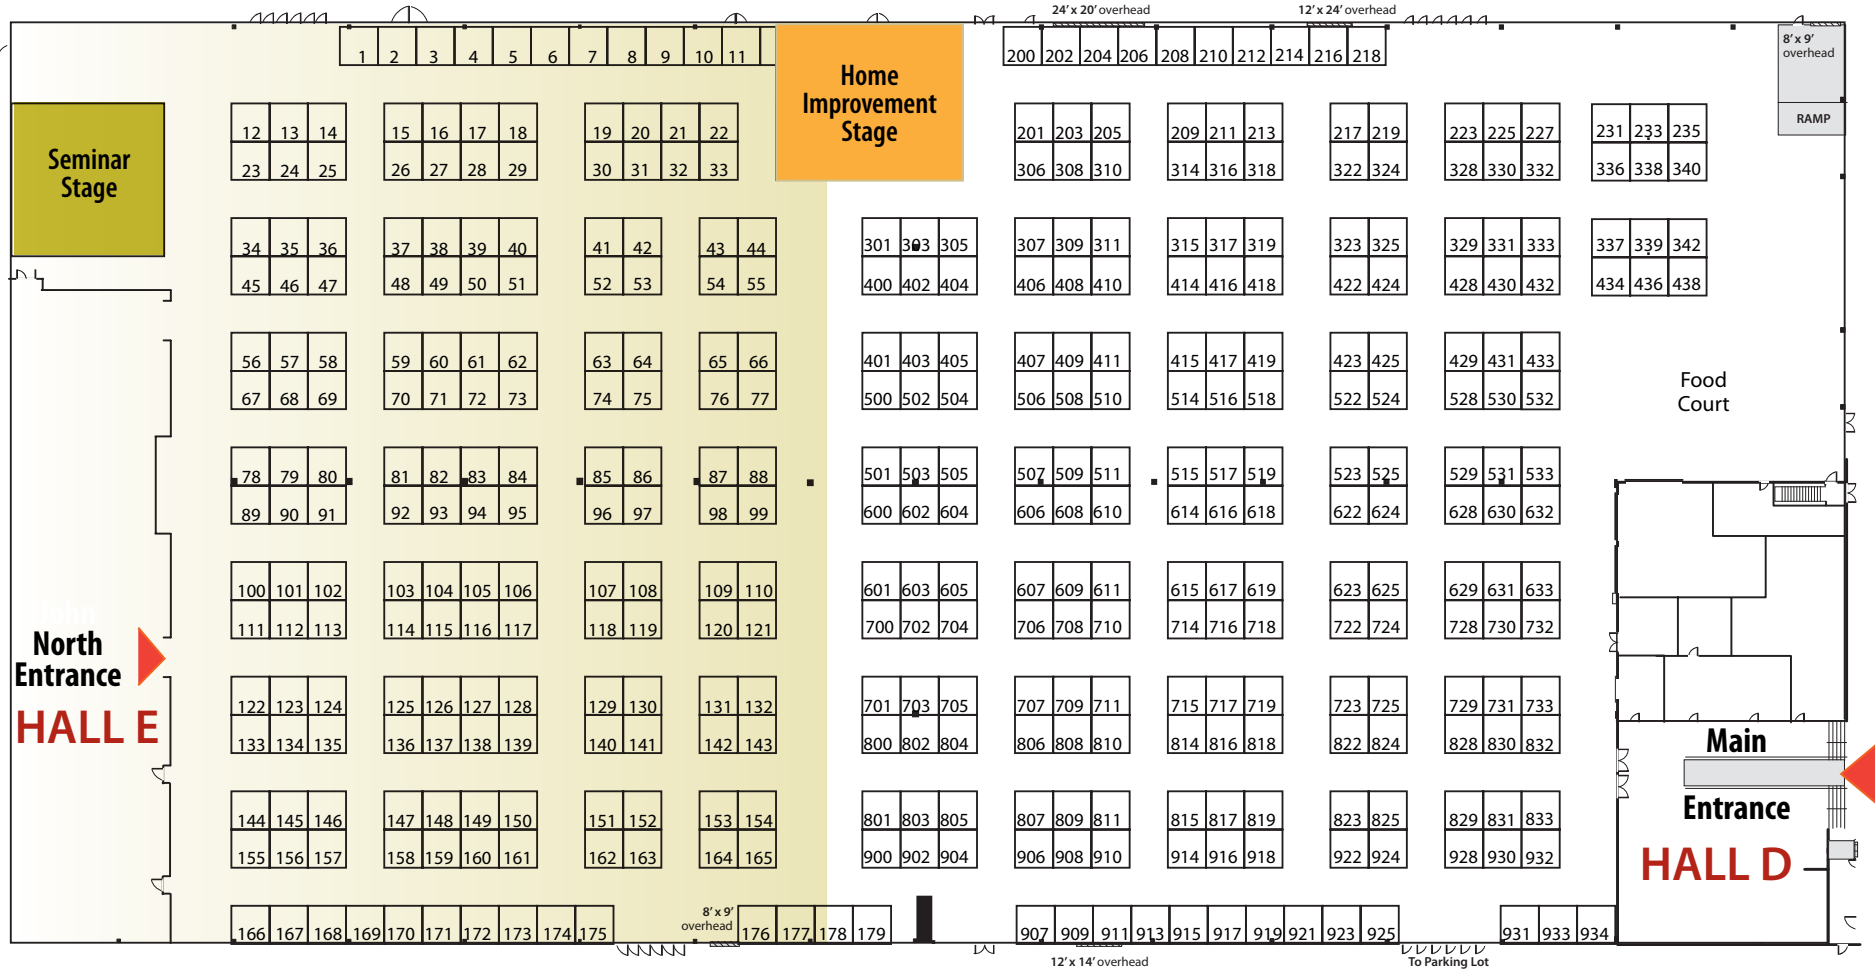 24' x 20' overhead 12' x 24' overhead
1 2 3 4 5 6 7 8 9 10 11
200 202 204 206 208 210 212 214 216 218
8' x 9'
overhead
RAMP
Home
Improvement
Stage
Seminar
Stage
12 13 14 15 16 17 18 19 20 21 22 201 203 205 209 211 213 217 219 223 225 227 231 233 235
23 24 25 26 27 28 29 30 31 32 33 306 308 310 314 316 318 322 324 328 330 332 336 338 340
34 35 36 37 38 39 40 41 42 43 44 301 303 305 307 309 311 315 317 319 323 325 329 331 333 337 339 342
45 46 47 48 49 50 51 52 53 54 55 400 402 404 406 408 410 414 416 418 422 424 428 430 432 434 436 438
56 57 58 59 60 61 62 63 64 65 66 401 403 405 407 409 411 415 417 419 423 425 429 431 433
67 68 69 70 71 72 73 74 75 76 77 500 502 504 506 508 510 514 516 518 522 524 528 530 532
Food
Court
78 79 80 81 82 83 84 85 86 87 88 501 503 505 507 509 511 515 517 519 523 525 529 531 533
89 90 91 92 93 94 95 96 97 98 99 600 602 604 606 608 610 614 616 618 622 624 628 630 632
100 101 102 103 104 105 106 107 108 109 110 601 603 605 607 609 611 615 617 619 623 625 629 631 633
111 112 113 114 115 116 117 118 119 120 121 700 702 704 706 708 710 714 716 718 722 724 728 730 732
John
North
Entrance
HALL E
122 123 124 125 126 127 128 129 130 131 132 701 703 705 707 709 711 715 717 719 723 725 729 731 733
133 134 135 136 137 138 139 140 141 142 143 800 802 804 806 808 810 814 816 818 822 824 828 830 832
Main
Entrance
HALL D
144 145 146 147 148 149 150 151 152 153 154 801 803 805 807 809 811 815 817 819 823 825 829 831 833
155 156 157 158 159 160 161 162 163 164 165 900 902 904 906 908 910 914 916 918 922 924 928 930 932
8' x 9'
overhead
166 167 168 169 170 171 172 173 174 175 176 177 178 179 907 909 911 913 915 917 919 921 923 925 931 933 934
12' x 14' overhead
To Parking Lot